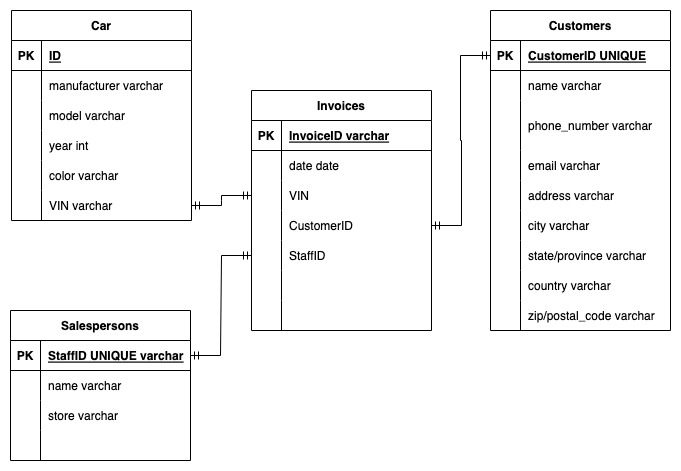 Car
PK ID
manufacturer varchar
model varchar
year int
color varchar
VIN varchar
Invoices
PK InvoiceID varchar
date date
VIN
CustomerID
StaffID
Customers
PK CustomerID UNIQUE
name varchar
phone_number varchar
email varchar
address varchar
city varchar
state/province varchar
country varchar
zip/postal_code varchar
Salespersons
PK StaffID UNIQUE varchar
name varchar
store varchar